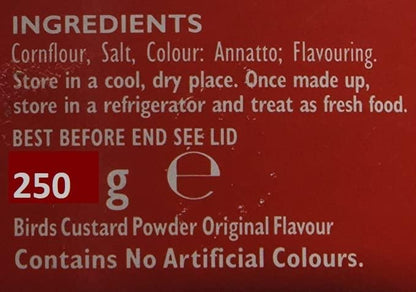 INGREDIENTS
Cornflour, Salt, Colour: Annatto; Flavouring.
Store in a cool, dry place. Once made up,
store in a refrigerator and treat as fresh food.
BEST BEFORE END SEE LID
250 g ℮
Birds Custard Powder Original Flavour
Contains No Artificial Colours.